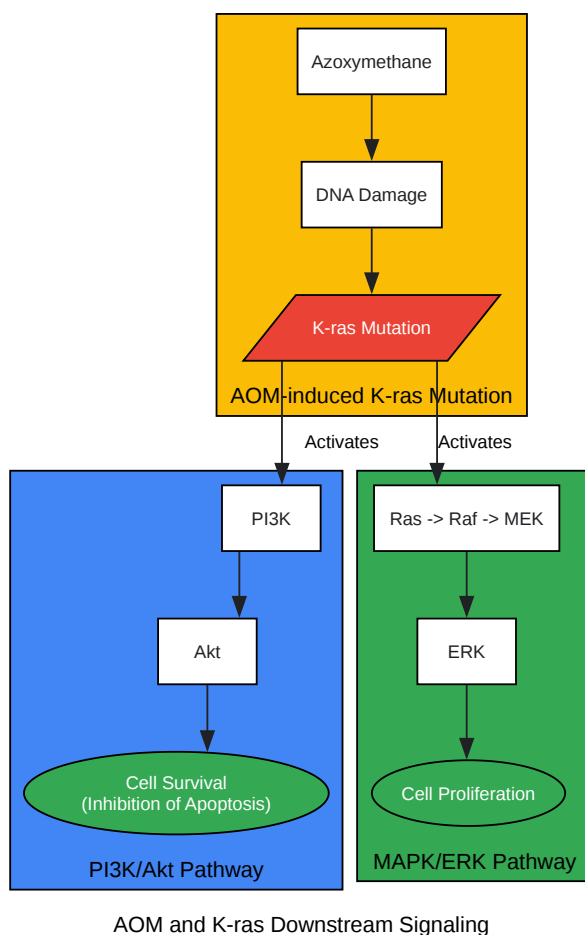 Azoxymethane
DNA Damage
K-ras Mutation
AOM-induced K-ras Mutation
Activates
Activates
PI3K
Akt
Cell Survival
(Inhibition of Apoptosis)
PI3K/Akt Pathway
Ras -> Raf -> MEK
ERK
Cell Proliferation
MAPK/ERK Pathway
AOM and K-ras Downstream Signaling